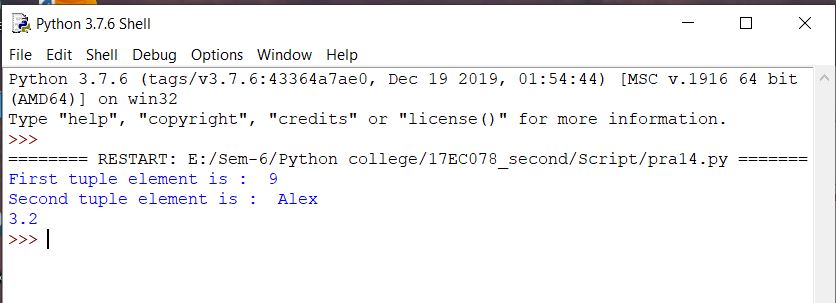 Python 3.7.6 Shell
File Edit Shell Debug Options Window Help
Python 3.7.6 (tags/v3.7.6:43364a7ae0, Dec 19 2019, 01:54:44) [MSC v.1916 64 bit
(AMD64)] on win32
Type "help", "copyright", "credits" or "license()" for more information.
>>>
======== RESTART: E:/Sem-6/Python college/17EC078_second/Script/pra14.py =======
First tuple element is :  9
Second tuple element is :  Alex
3.2
>>>